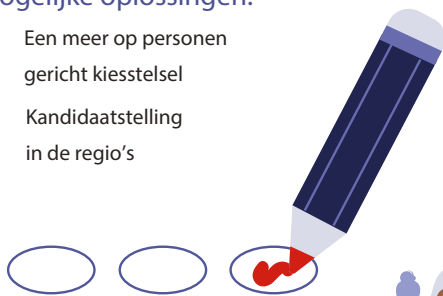 ogelijke oplossingen:
Een meer op personen
gericht kiesstelsel
Kandidaatstelling
in de regio's